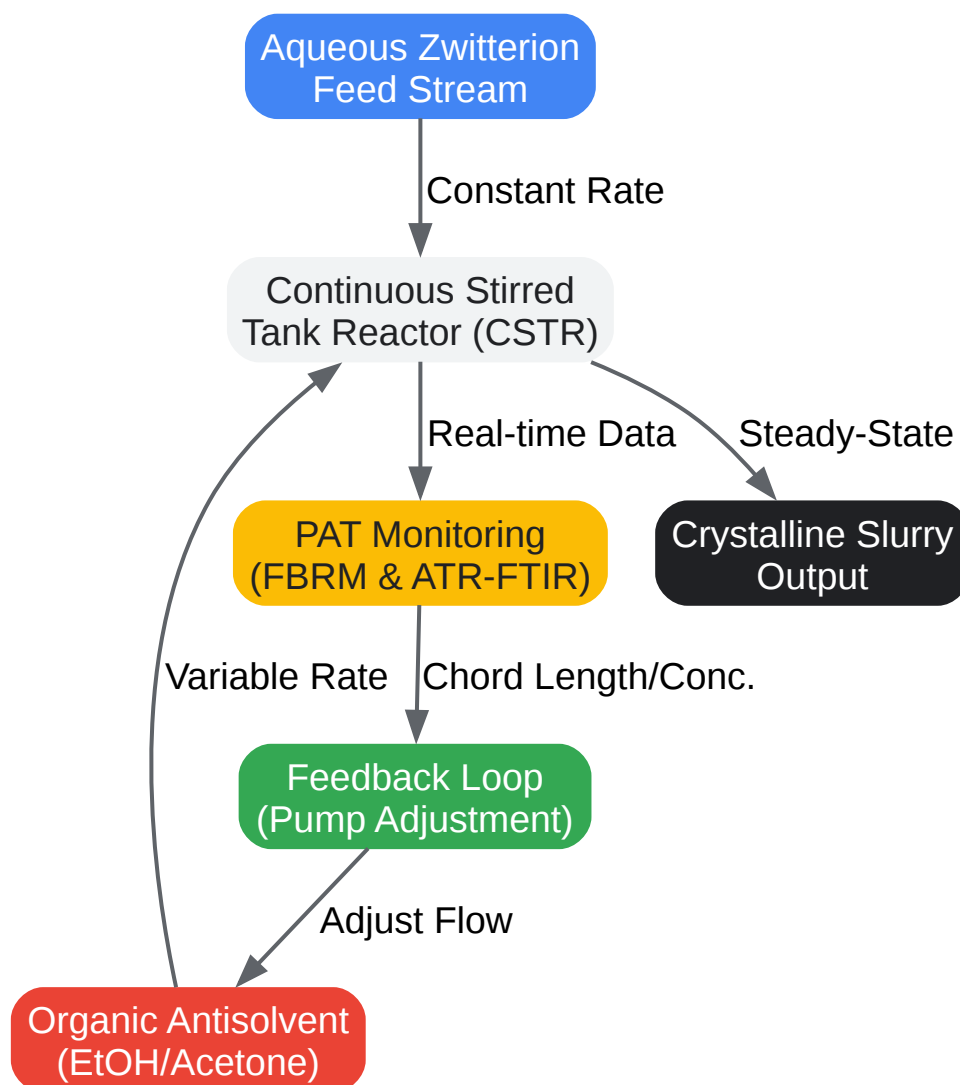 Aqueous Zwitterion
Feed Stream
Constant Rate
Continuous Stirred
Tank Reactor (CSTR)
Real-time Data
Steady-State
PAT Monitoring
(FBRM & ATR-FTIR)
Crystalline Slurry
Output
Variable Rate
Chord Length/Conc.
Feedback Loop
(Pump Adjustment)
Adjust Flow
Organic Antisolvent
(EtOH/Acetone)